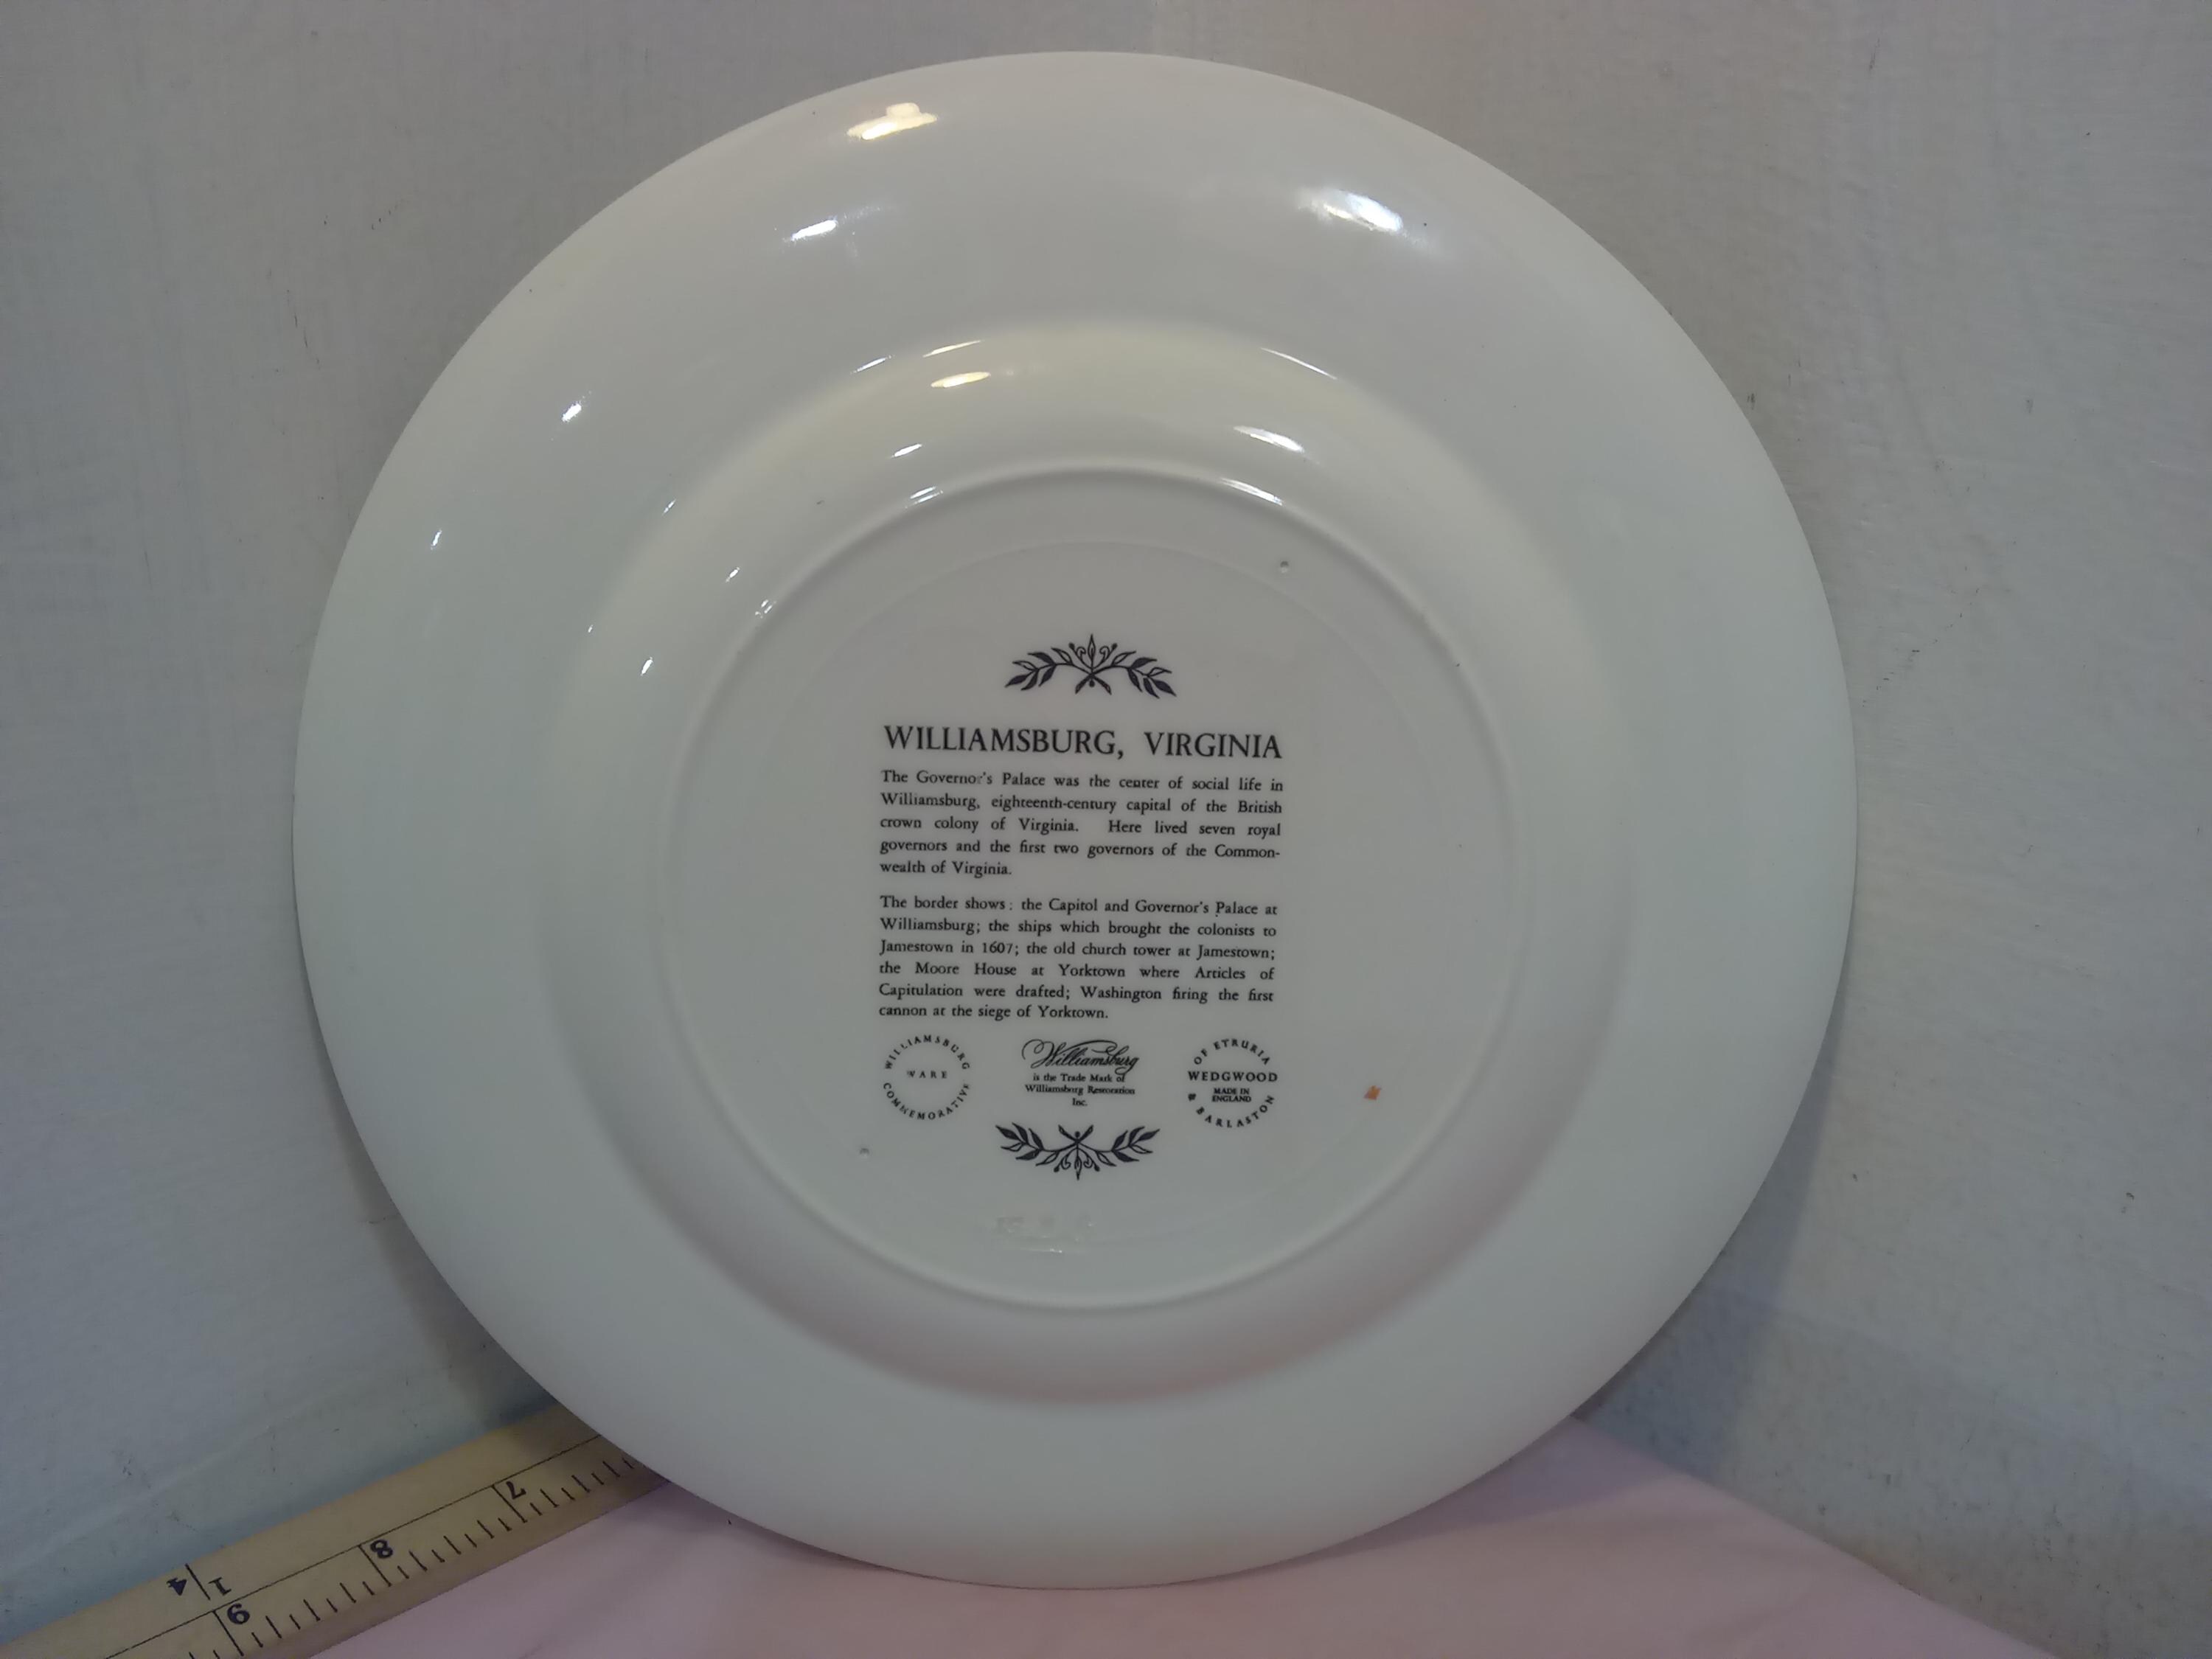 WILLIAMSBURG, VIRGINIA
The Governor's Palace was the center of social life in
Williamsburg, eighteenth-century capital of the British
crown colony of Virginia. Here lived seven royal
governors and the first two governors of the Common-
wealth of Virginia.
The border shows: the Capitol and Governor's Palace at
Williamsburg; the ships which brought the colonists to
Jamestown in 1607; the old church tower at Jamestown;
the Moore House at Yorktown where Articles of
Capitulation were drafted; Washington firing the first
cannon at the siege of Yorktown.
WILLIAMSBURG
WARE
COMMEMORATIVE
Williamsburg
is the Trade Mark of
Williamsburg Restoration
Inc.
OF ETRURIA
WEDGWOOD
MADE IN
ENGLAND
& BARLASTON
7
8
1/4
9